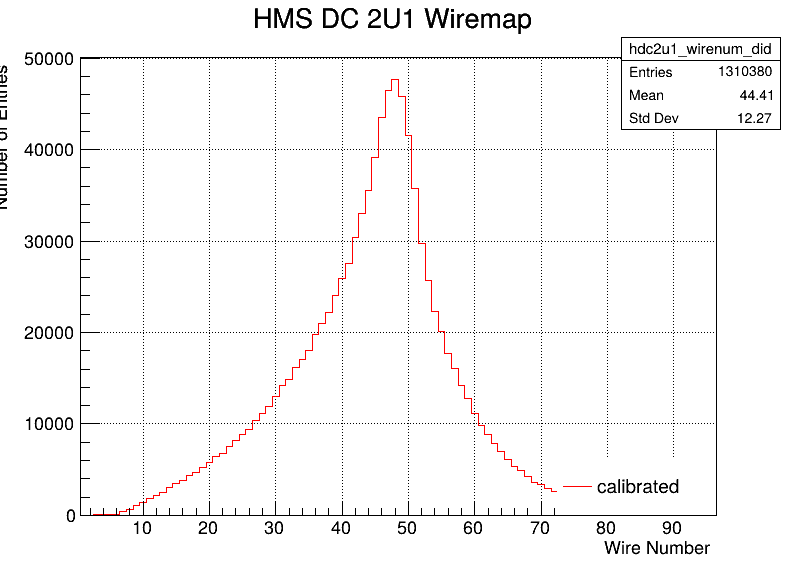 HMS DC 2U1 Wiremap
hdc2u1_wirenum_did
Entries 1310380
Mean 44.41
Std Dev 12.27
Number of Entries
50000
40000
30000
20000
10000
0
calibrated
10 20 30 40 50 60 70 80 90
Wire Number